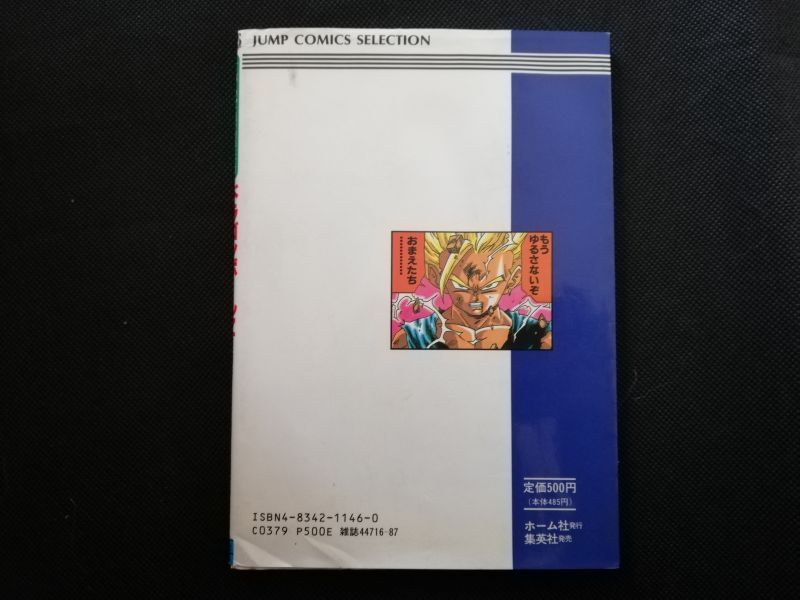 JUMP COMICS SELECTION
もう
ゆるさないぞ
おまえたち
…………
定価500円
(本体485円)
ISBN4-8342-1146-0
C0379 P500E 雑誌44716-87
ホーム社発行
集英社発売